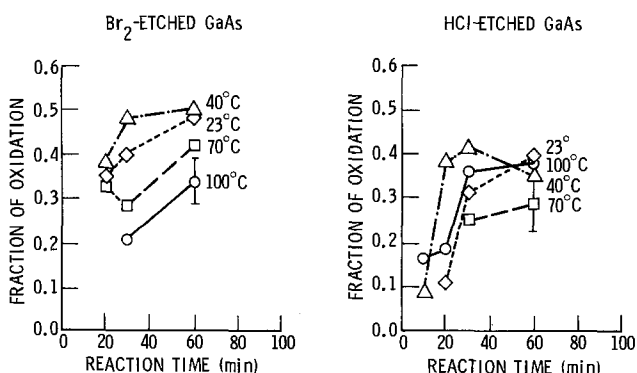 Br2-ETCHED GaAs
FRACTION OF OXIDATION
0.6
0.5
0.4
0.3
0.2
0.1
0.0
0 20 40 60 80 100
REACTION TIME (min)
40°C
23°C
70°C
100°C
HCl-ETCHED GaAs
FRACTION OF OXIDATION
0.6
0.5
0.4
0.3
0.2
0.1
0.0
0 20 40 60 80 100
REACTION TIME (min)
23°
100°C
40°C
70°C